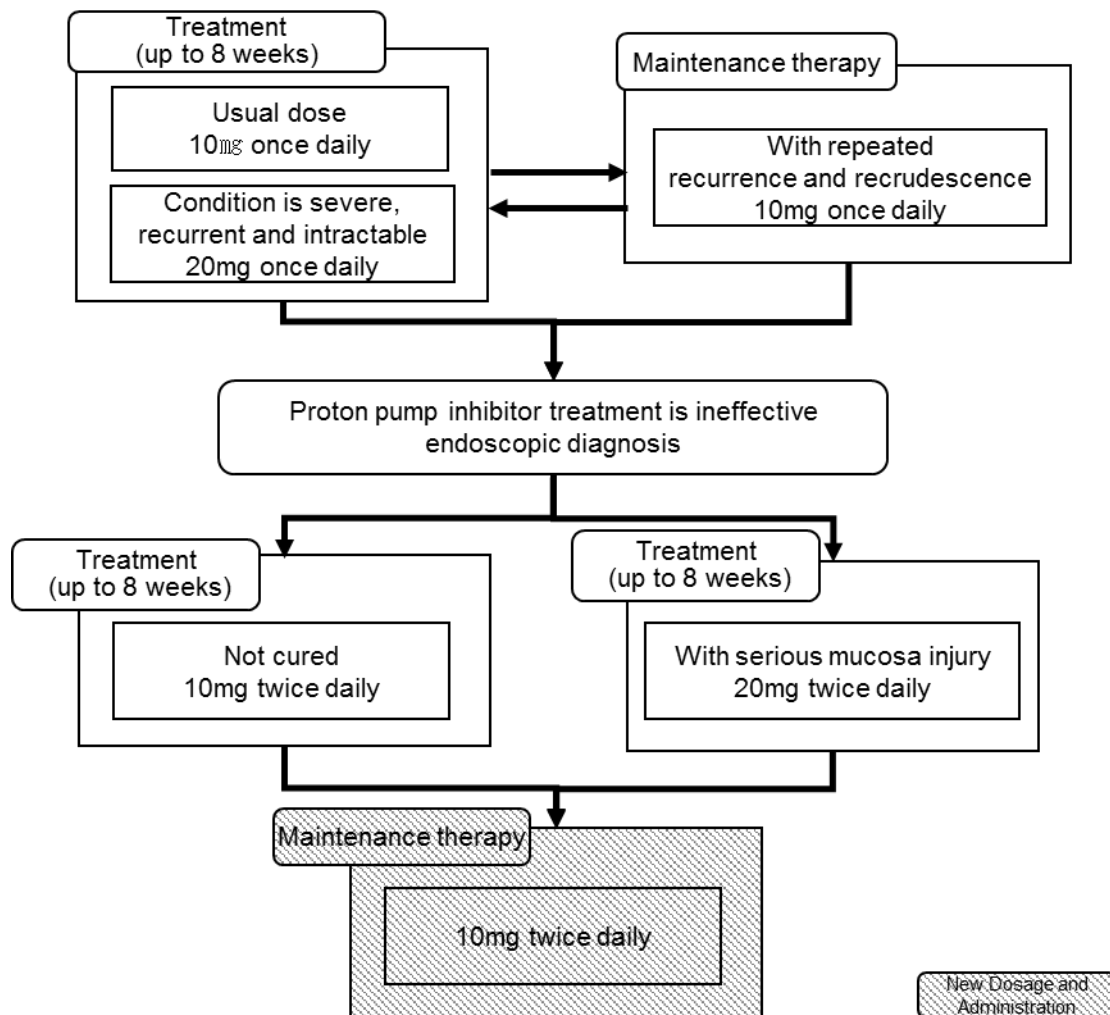 Treatment
(up to 8 weeks)
Usual dose
10㎎ once daily
Condition is severe,
recurrent and intractable
20mg once daily
Maintenance therapy
With repeated
recurrence and recrudescence
10mg once daily
Proton pump inhibitor treatment is ineffective
endoscopic diagnosis
Treatment
(up to 8 weeks)
Not cured
10mg twice daily
Treatment
(up to 8 weeks)
With serious mucosa injury
20mg twice daily
Maintenance therapy
10mg twice daily
New Dosage and
Administration